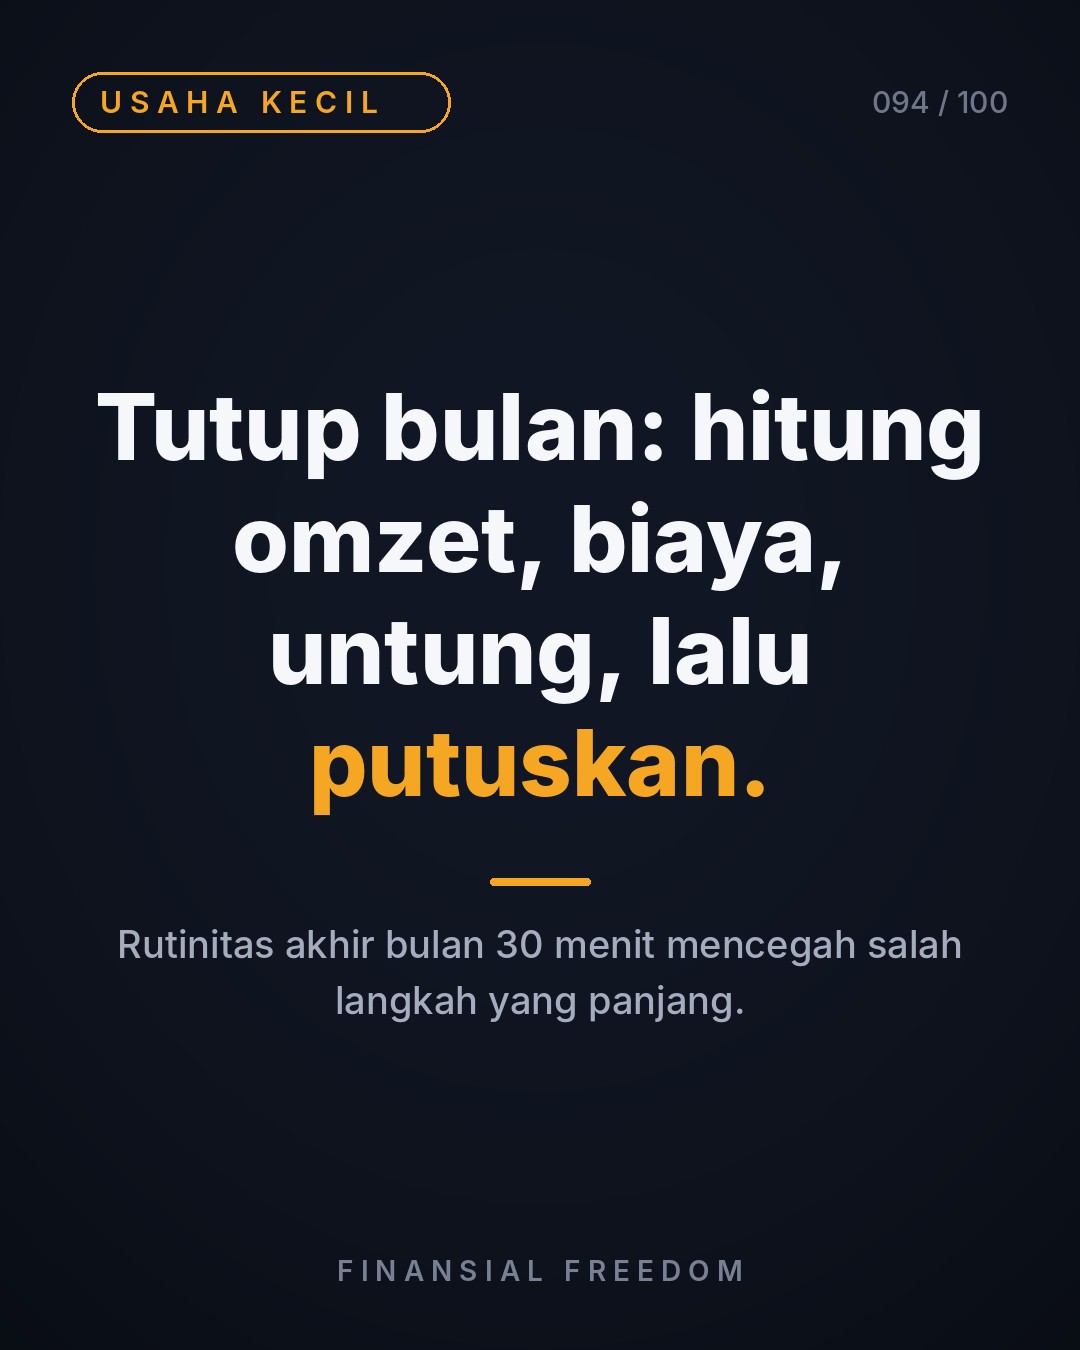 USAHA KECIL
094 / 100
Tutup bulan: hitung
omzet, biaya,
untung, lalu
putuskan.
Rutinitas akhir bulan 30 menit mencegah salah
langkah yang panjang.
FINANSIAL FREEDOM